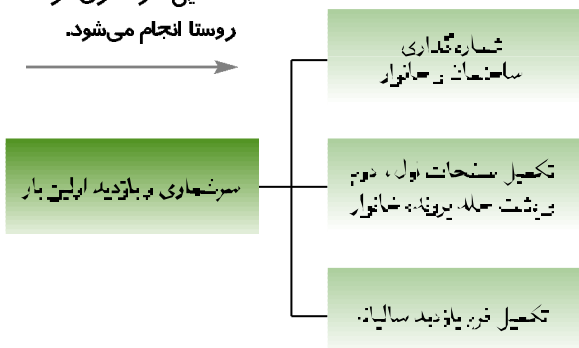 روستا انجام می‌شود.
شماره‌گذاری
ساختمان و خانوار
سرشماری و بازدید اولین بار
تکمیل صفحات اول، دوم
و پشت جلد پرونده خانوار
تکمیل فرم بازدید سالیانه